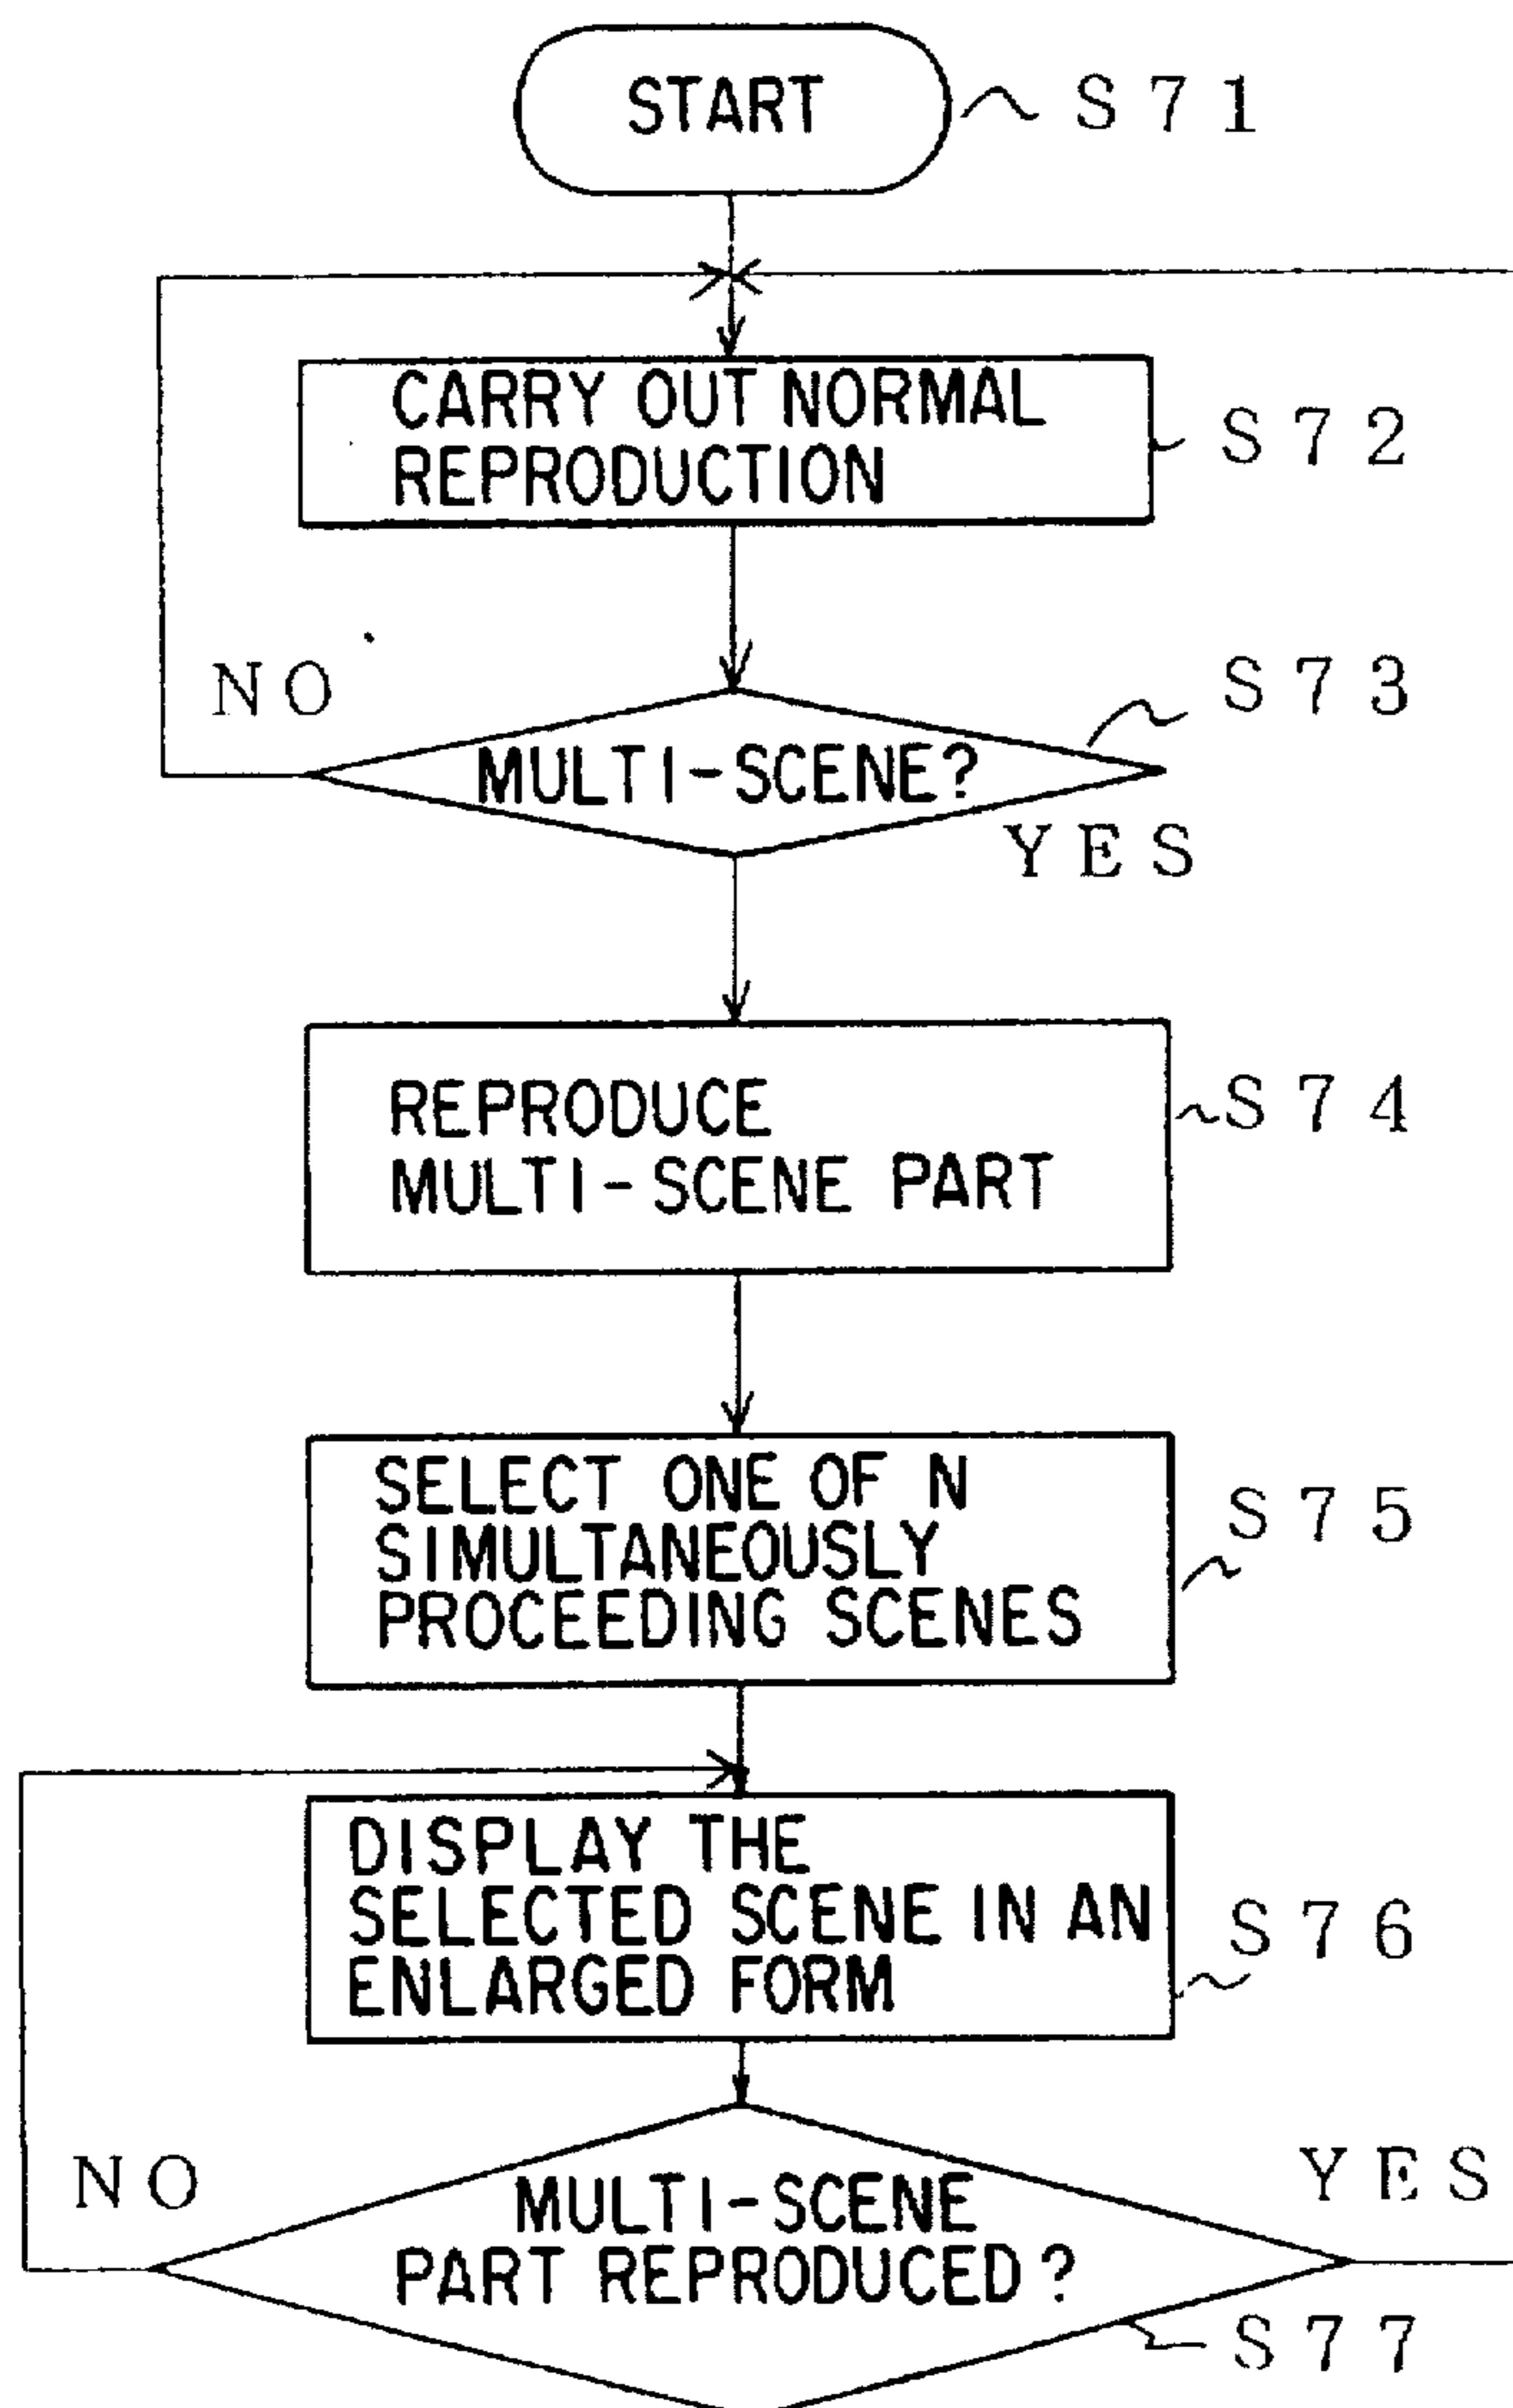 START
S71
CARRY OUT NORMAL
REPRODUCTION
S72
NO
S73
MULTI-SCENE?
YES
REPRODUCE
MULTI-SCENE PART
S74
SELECT ONE OF N
SIMULTANEOUSLY
PROCEEDING SCENES
S75
DISPLAY THE
SELECTED SCENE IN AN
ENLARGED FORM
S76
NO
YES
MULTI-SCENE
PART REPRODUCED?
S77